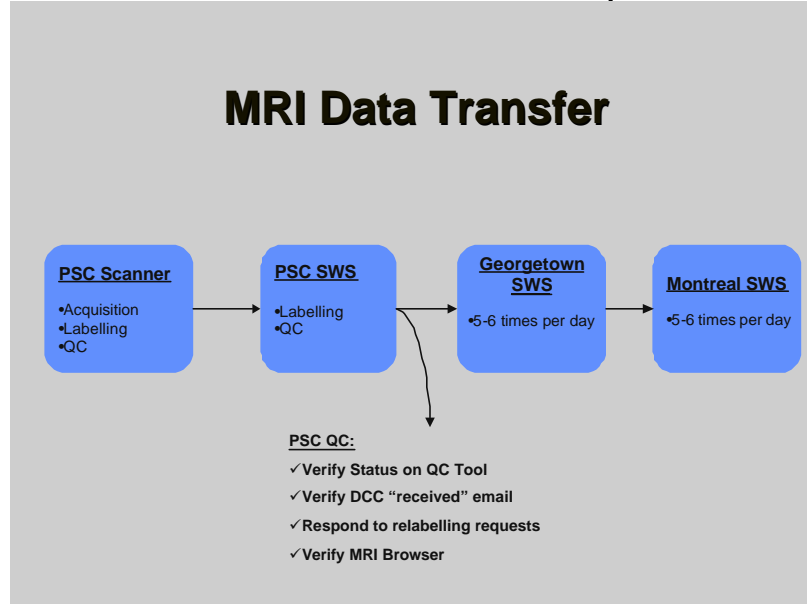 MRI Data Transfer
PSC Scanner
•Acquisition
•Labelling
•QC
PSC SWS
•Labelling
•QC
Georgetown
SWS
•5-6 times per day
Montreal SWS
•5-6 times per day
PSC QC:
✓Verify Status on QC Tool
✓Verify DCC “received” email
✓Respond to relabelling requests
✓Verify MRI Browser